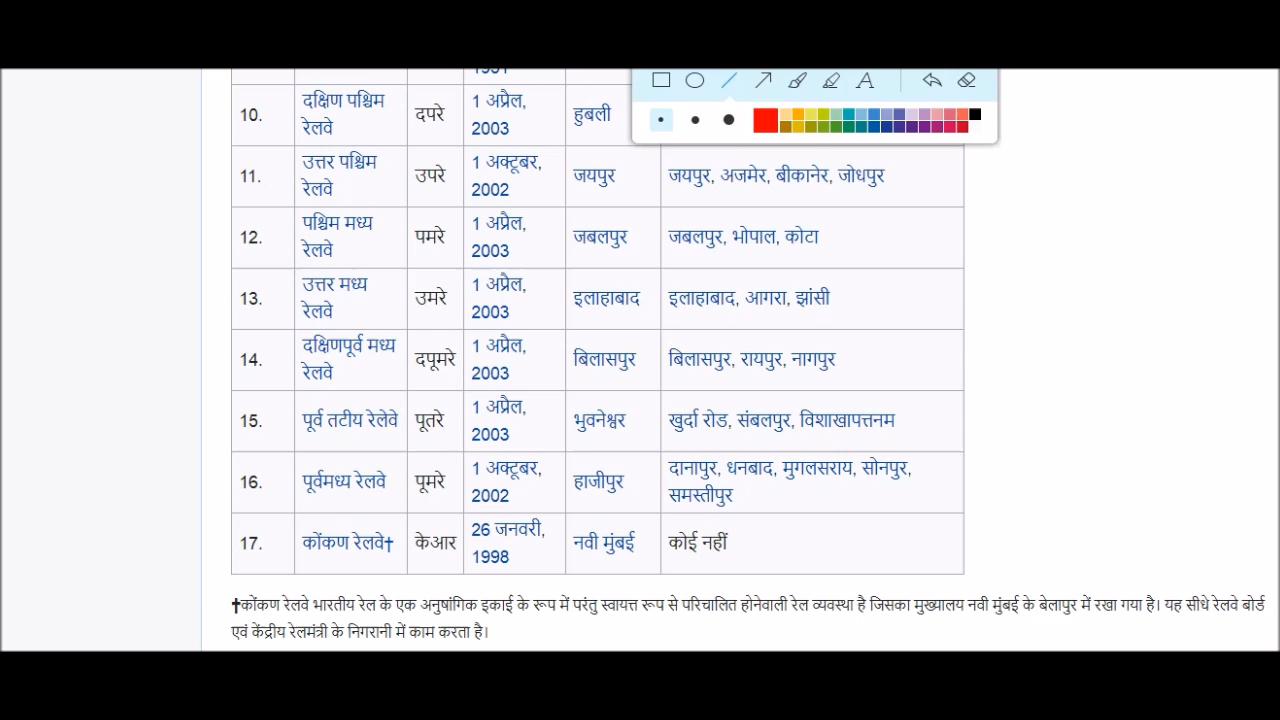 10. दक्षिण पश्चिम रेलवे दपरे 1 अप्रैल, 2003 हुबली
11. उत्तर पश्चिम रेलवे उपरे 1 अक्टूबर, 2002 जयपुर जयपुर, अजमेर, बीकानेर, जोधपुर
12. पश्चिम मध्य रेलवे पमरे 1 अप्रैल, 2003 जबलपुर जबलपुर, भोपाल, कोटा
13. उत्तर मध्य रेलवे उमरे 1 अप्रैल, 2003 इलाहाबाद इलाहाबाद, आगरा, झांसी
14. दक्षिणपूर्व मध्य रेलवे दपूमरे 1 अप्रैल, 2003 बिलासपुर बिलासपुर, रायपुर, नागपुर
15. पूर्व तटीय रेलेवे पूतरे 1 अप्रैल, 2003 भुवनेश्वर खुर्दा रोड, संबलपुर, विशाखापत्तनम
16. पूर्वमध्य रेलवे पूमरे 1 अक्टूबर, 2002 हाजीपुर दानापुर, धनबाद, मुगलसराय, सोनपुर, समस्तीपुर
17. कोंकण रेलवे† केआर 26 जनवरी, 1998 नवी मुंबई कोई नहीं
†कोंकण रेलवे भारतीय रेल के एक अनुषांगिक इकाई के रूप में परंतु स्वायत्त रूप से परिचालित होनेवाली रेल व्यवस्था है जिसका मुख्यालय नवी मुंबई के बेलापुर में रखा गया है। यह सीधे रेलवे बोर्ड
एवं केंद्रीय रेलमंत्री के निगरानी में काम करता है।